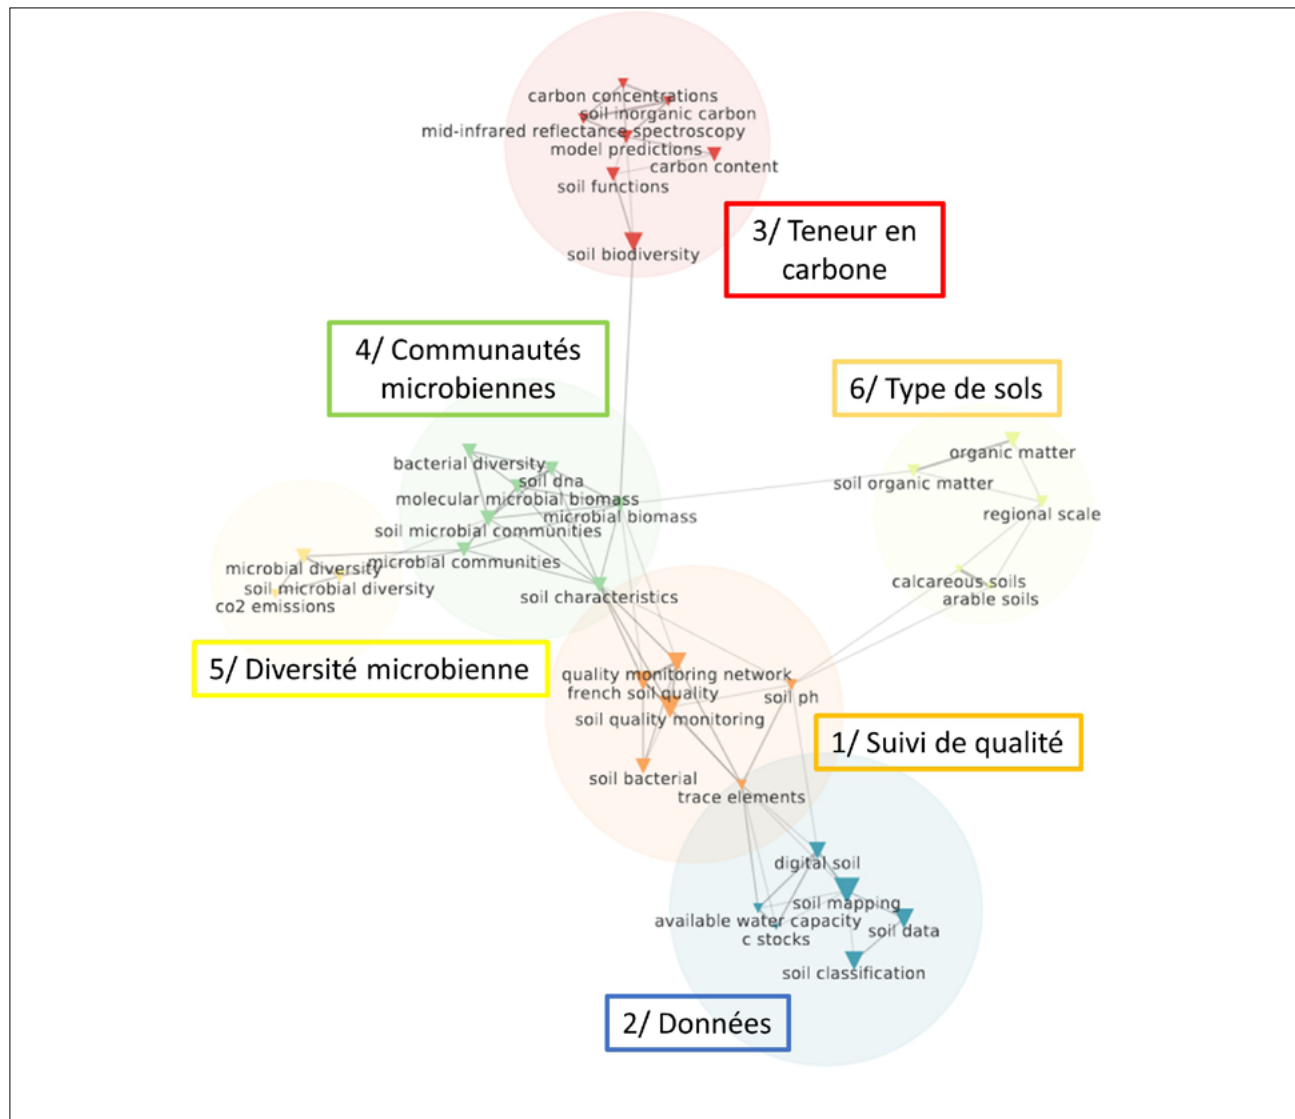 carbon concentrations
soil inorganic carbon
mid-infrared reflectance spectroscopy
model predictions
carbon content
soil functions
soil biodiversity
3/ Teneur en
carbone
4/ Communautés
microbiennes
6/ Type de sols
organic matter
soil organic matter
regional scale
calcareous soils
arable soils
bacterial diversity
soil dna
molecular microbial biomass
microbial biomass
soil microbial communities
microbial communities
soil characteristics
microbial diversity
soil microbial diversity
co2 emissions
5/ Diversité microbienne
quality monitoring network
french soil quality
soil ph
soil quality monitoring
1/ Suivi de qualité
soil bacterial
trace elements
digital soil
soil mapping
available water capacity
soil data
c stocks
soil classification
2/ Données